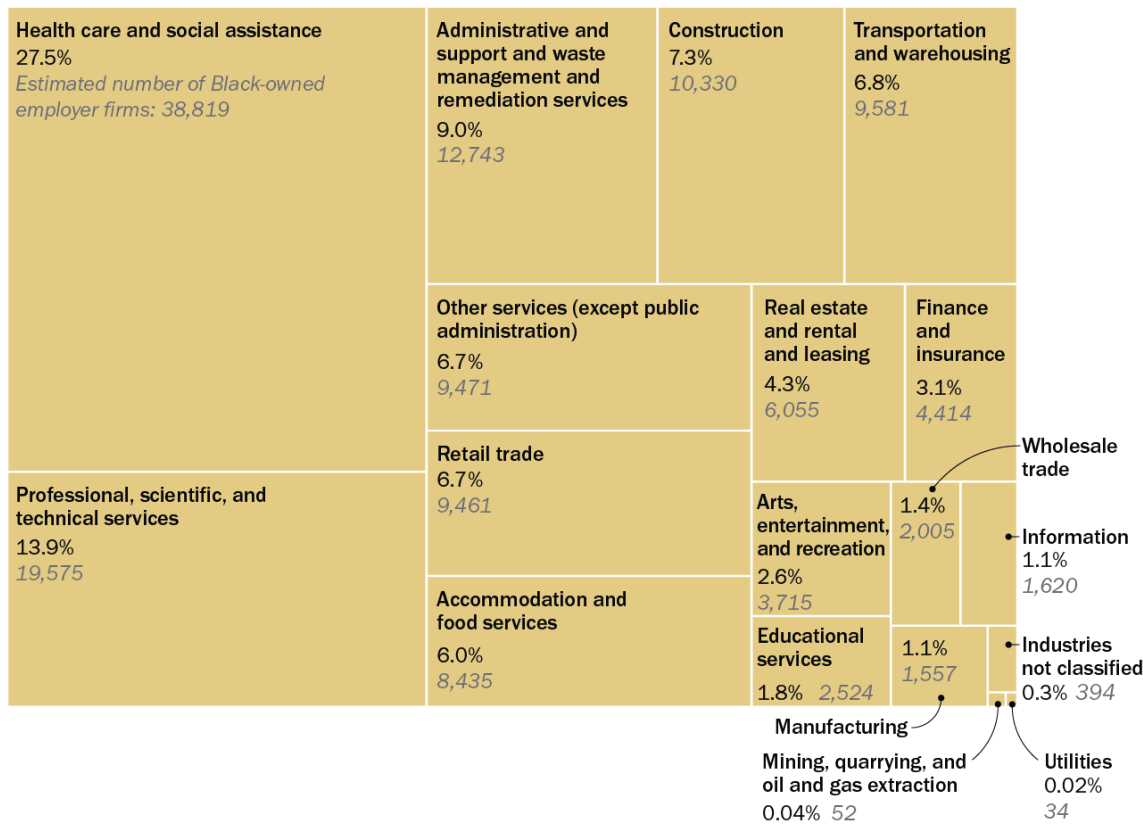 Health care and social assistance
27.5%
Estimated number of Black-owned
employer firms: 38,819
Professional, scientific, and
technical services
13.9%
19,575
Administrative and
support and waste
management and
remediation services
9.0%
12,743
Construction
7.3%
10,330
Transportation
and warehousing
6.8%
9,581
Other services (except public
administration)
6.7%
9,471
Retail trade
6.7%
9,461
Accommodation and
food services
6.0%
8,435
Real estate
and rental
and leasing
4.3%
6,055
Finance
and
insurance
3.1%
4,414
Arts,
entertainment,
and recreation
2.6%
3,715
Educational
services
1.8% 2,524
Wholesale
trade
1.4%
2,005
Information
1.1%
1,620
1.1%
1,557
Manufacturing
Industries
not classified
0.3% 394
Mining, quarrying, and
oil and gas extraction
0.04% 52
Utilities
0.02%
34